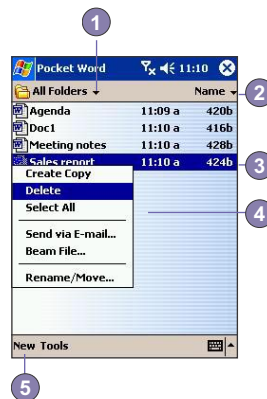 1
Pocket Word 11:10
All Folders Name
2
Agenda 11:09 a 420b
Doc1 11:10 a 416b
Meeting notes 11:10 a 428b
Sales report 11:10 a 424b
3
Create Copy
Delete
Select All
4
Send via E-mail...
Beam File...
Rename/Move...
New Tools
5